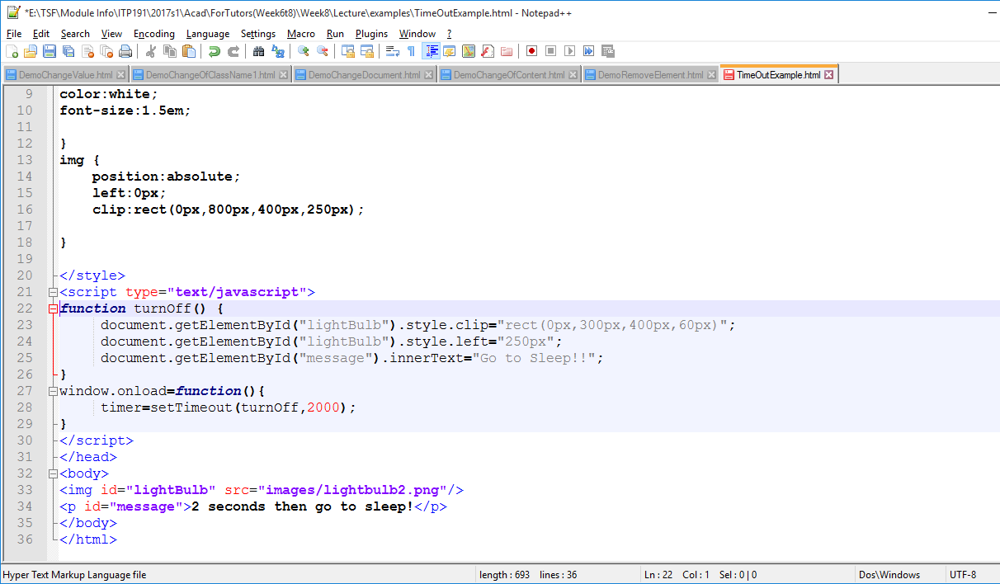 *E:\TSF\Module Info\ITP191\2017s1\Acad\ForTutors(Week6t8)\Week8\Lecture\examples\TimeOutExample.html - Notepad++
File Edit Search View Encoding Language Settings Macro Run Plugins Window ?
DemoChangeValue.html DemoChangeOfClassName1.html DemoChangeDocument.html DemoChangeOfContent.html DemoRemoveElement.html TimeOutExample.html
9 color:white;
10 font-size:1.5em;
11
12 }
13 img {
14 position:absolute;
15 left:0px;
16 clip:rect(0px,800px,400px,250px);
17
18 }
19
20 </style>
21 <script type="text/javascript">
22 function turnOff() {
23 document.getElementById("lightBulb").style.clip="rect(0px,300px,400px,60px)";
24 document.getElementById("lightBulb").style.left="250px";
25 document.getElementById("message").innerText="Go to Sleep!!";
26 }
27 window.onload=function(){
28 timer=setTimeout(turnOff,2000);
29 }
30 </script>
31 </head>
32 <body>
33 <img id="lightBulb" src="images/lightbulb2.png"/>
34 <p id="message">2 seconds then go to sleep!</p>
35 </body>
36 </html>
Hyper Text Markup Language file length : 693 lines : 36 Ln : 22 Col : 1 Sel : 0 | 0 Dos\Windows UTF-8